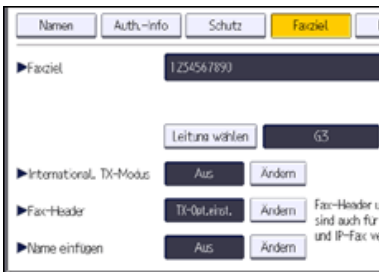 Namen Auth.-Info Schutz Faxziel
▶Faxziel 1234567890
Leitung wählen G3
▶International. TX-Modus Aus Ändern
▶Fax-Header TX-Opt.einst. Ändern Fax-Header u
sind auch für
und IP-Fax ve
▶Name einfügen Aus Ändern